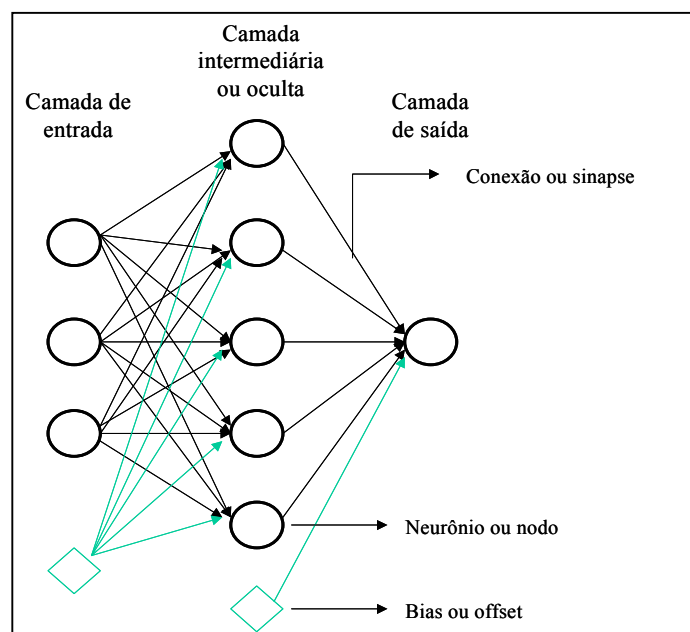 Camada de
entrada
Camada
intermediária
ou oculta
Camada
de saída
Conexão ou sinapse
Neurônio ou nodo
Bias ou offset